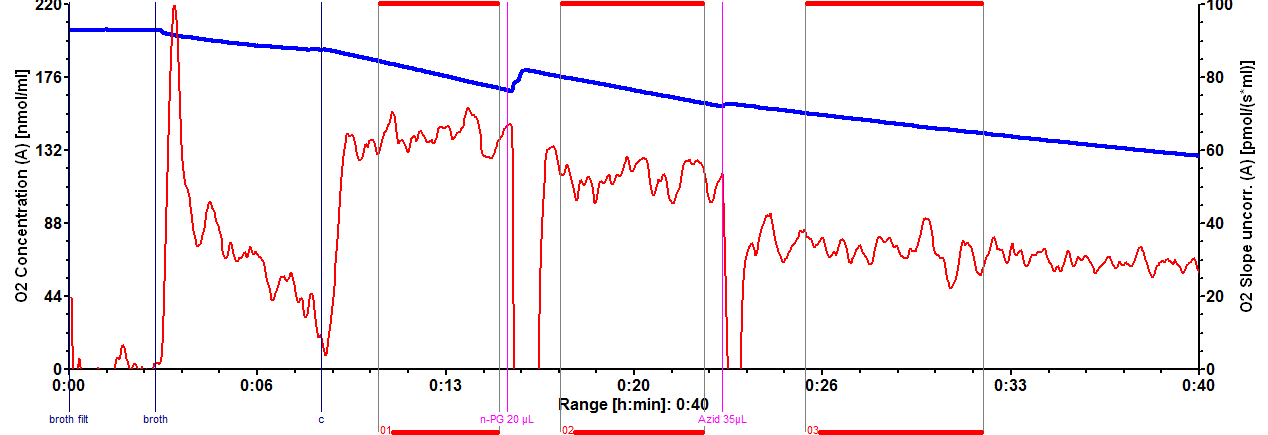 220
176
132
88
44
0
O2 Concentration (A) [nmol/ml]
100
80
60
40
20
0
O2 Slope uncorr. (A) [pmol/(s*ml)]
0:00 0:06 0:13 0:20 0:26 0:33 0:40
Range [h:min]: 0:40
broth filt broth c n-PG 20 µL Azid 35µL
01 02 03